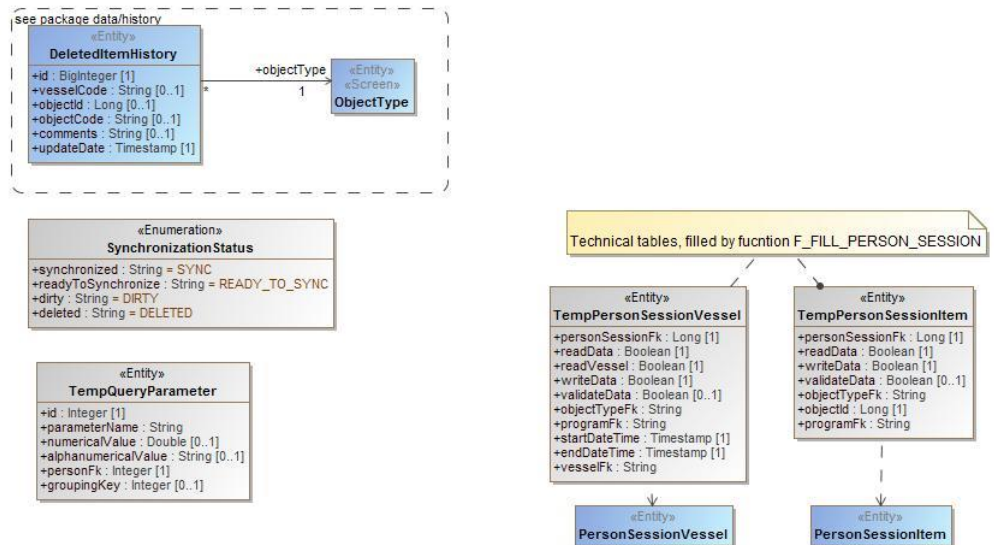 see package data/history
«Entity»
DeletedItemHistory
+id : BigInteger [1]
+vesselCode : String [0..1]
+objectId : Long [0..1]
+objectCode : String [0..1]
+comments : String [0..1]
+updateDate : Timestamp [1]
*
+objectType
1
«Entity»
«Screen»
ObjectType
«Enumeration»
SynchronizationStatus
+synchronized : String = SYNC
+readyToSynchronize : String = READY_TO_SYNC
+dirty : String = DIRTY
+deleted : String = DELETED
«Entity»
TempQueryParameter
+id : Integer [1]
+parameterName : String
+numericalValue : Double [0..1]
+alphanumericalValue : String [0..1]
+personFk : Integer [1]
+groupingKey : Integer [0..1]
Technical tables, filled by fucntion F_FILL_PERSON_SESSION
«Entity»
TempPersonSessionVessel
+personSessionFk : Long [1]
+readData : Boolean [1]
+readVessel : Boolean [1]
+writeData : Boolean [1]
+validateData : Boolean [0..1]
+objectTypeFk : String
+programFk : String
+startDateTime : Timestamp [1]
+endDateTime : Timestamp [1]
+vesselFk : String
«Entity»
TempPersonSessionItem
+personSessionFk : Long [1]
+readData : Boolean [1]
+writeData : Boolean [1]
+validateData : Boolean [0..1]
+objectTypeFk : String
+objectId : Long [1]
+programFk : String
«Entity»
PersonSessionVessel
«Entity»
PersonSessionItem